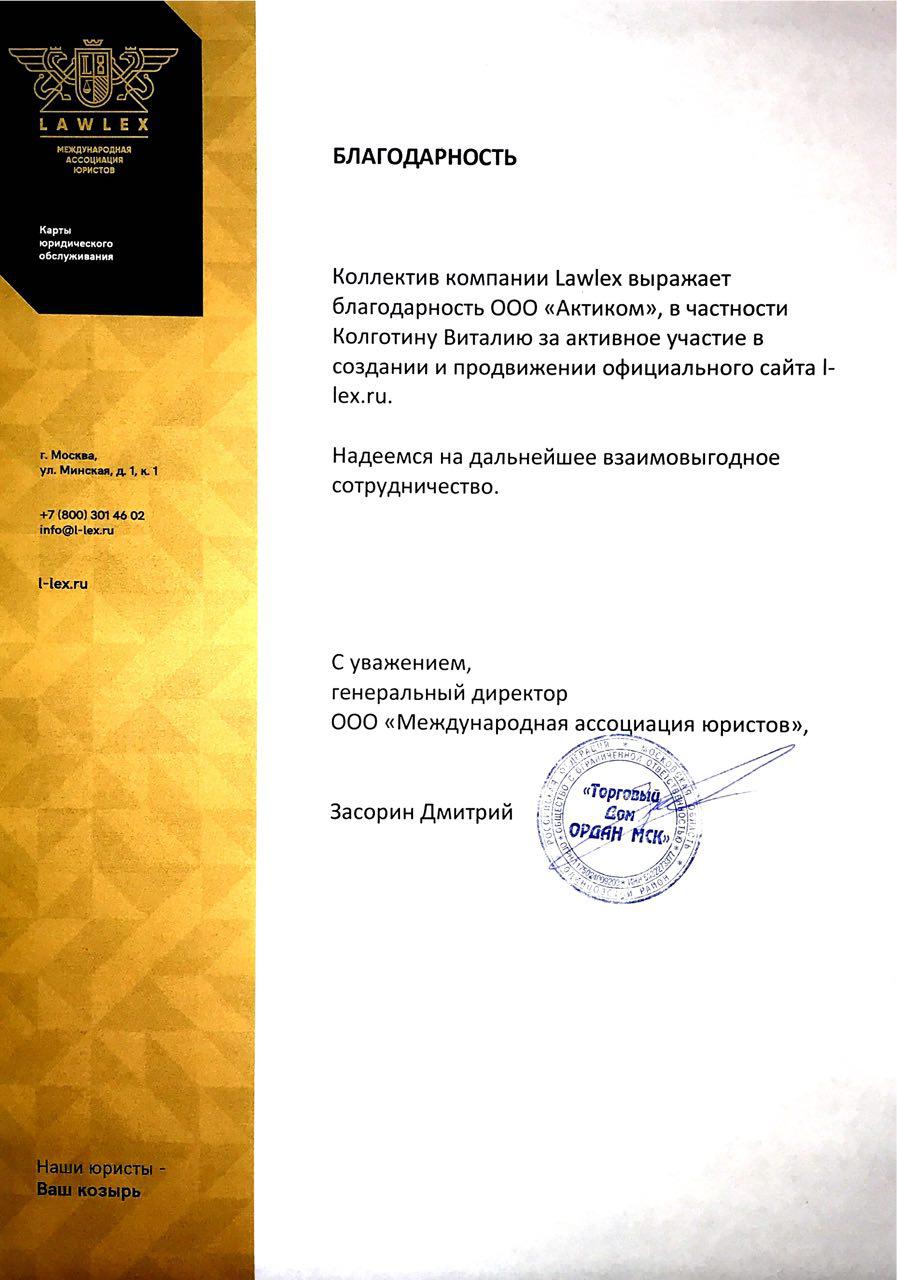 LAWLEX
МЕЖДУНАРОДНАЯ
АССОЦИАЦИЯ
ЮРИСТОВ
Карты
юридического
обслуживания
г. Москва,
ул. Минская, д. 1, к. 1
+7 (800) 301 46 02
info@l-lex.ru
l-lex.ru
Наши юристы -
Ваш козырь
БЛАГОДАРНОСТЬ
Коллектив компании Lawlex выражает
благодарность ООО «Актиком», в частности
Колготину Виталию за активное участие в
создании и продвижении официального сайта l-
lex.ru.
Надеемся на дальнейшее взаимовыгодное
сотрудничество.
С уважением,
генеральный директор
ООО «Международная ассоциация юристов»,
Засорин Дмитрий
РОССИЙСКАЯ ФЕДЕРАЦИЯ * МОСКОВСКАЯ ОБЛАСТЬ *
ОДИНЦОВСКИЙ РАЙОН
ОБЩЕСТВО С ОГРАНИЧЕННОЙ ОТВЕТСТВЕННОСТЬЮ
«Торговый
Дом
ОРДАН МСК»